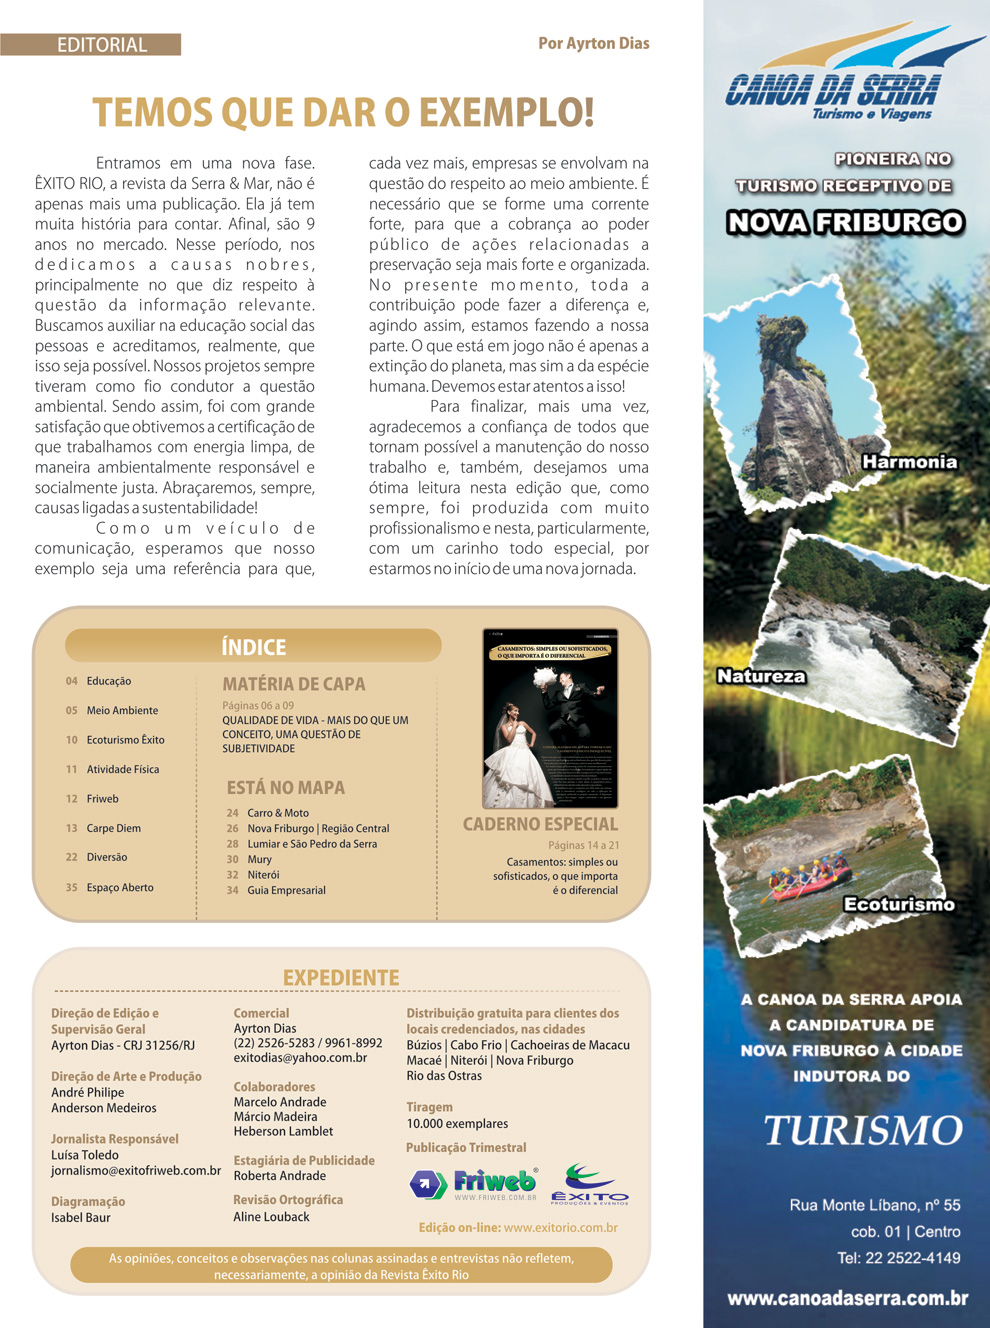 EDITORIAL
Por Ayrton Dias
TEMOS QUE DAR O EXEMPLO!
Entramos em uma nova fase.
ÊXITO RIO, a revista da Serra & Mar, não é
apenas mais uma publicação. Ela já tem
muita história para contar. Afinal, são 9
anos no mercado. Nesse período, nos
dedicamos a causas nobres,
principalmente no que diz respeito à
questão da informação relevante.
Buscamos auxiliar na educação social das
pessoas e acreditamos, realmente, que
isso seja possível. Nossos projetos sempre
tiveram como fio condutor a questão
ambiental. Sendo assim, foi com grande
satisfação que obtivemos a certificação de
que trabalhamos com energia limpa, de
maneira ambientalmente responsável e
socialmente justa. Abraçaremos, sempre,
causas ligadas a sustentabilidade!
Como um veículo de
comunicação, esperamos que nosso
exemplo seja uma referência para que,
cada vez mais, empresas se envolvam na
questão do respeito ao meio ambiente. É
necessário que se forme uma corrente
forte, para que a cobrança ao poder
público de ações relacionadas a
preservação seja mais forte e organizada.
No presente momento, toda a
contribuição pode fazer a diferença e,
agindo assim, estamos fazendo a nossa
parte. O que está em jogo não é apenas a
extinção do planeta, mas sim a da espécie
humana. Devemos estar atentos a isso!
Para finalizar, mais uma vez,
agradecemos a confiança de todos que
tornam possível a manutenção do nosso
trabalho e, também, desejamos uma
ótima leitura nesta edição que, como
sempre, foi produzida com muito
profissionalismo e nesta, particularmente,
com um carinho todo especial, por
estarmos no início de uma nova jornada.
ÍNDICE
04 Educação
05 Meio Ambiente
10 Ecoturismo Êxito
11 Atividade Física
12 Friweb
13 Carpe Diem
22 Diversão
35 Espaço Aberto
MATÉRIA DE CAPA
Páginas 06 a 09
QUALIDADE DE VIDA - MAIS DO QUE UM
CONCEITO, UMA QUESTÃO DE
SUBJETIVIDADE
ESTÁ NO MAPA
24 Carro & Moto
26 Nova Friburgo | Região Central
28 Lumiar e São Pedro da Serra
30 Mury
32 Niterói
34 Guia Empresarial
CASAMENTOS: SIMPLES OU SOFISTICADOS,
O QUE IMPORTA É O DIFERENCIAL
CADERNO ESPECIAL
Páginas 14 a 21
Casamentos: simples ou
sofisticados, o que importa
é o diferencial
EXPEDIENTE
Direção de Edição e
Supervisão Geral
Ayrton Dias - CRJ 31256/RJ
Direção de Arte e Produção
André Philipe
Anderson Medeiros
Jornalista Responsável
Luísa Toledo
jornalismo@exitofriweb.com.br
Diagramação
Isabel Baur
Comercial
Ayrton Dias
(22) 2526-5283 / 9961-8992
exitodias@yahoo.com.br
Colaboradores
Marcelo Andrade
Márcio Madeira
Heberson Lamblet
Estagiária de Publicidade
Roberta Andrade
Revisão Ortográfica
Aline Louback
Distribuição gratuita para clientes dos
locais credenciados, nas cidades
Búzios | Cabo Frio | Cachoeiras de Macacu
Macaé | Niterói | Nova Friburgo
Rio das Ostras
Tiragem
10.000 exemplares
Publicação Trimestral
Friweb®
WWW.FRIWEB.COM.BR
ÊXITO
PRODUÇÕES & EVENTOS
Edição on-line: www.exitorio.com.br
As opiniões, conceitos e observações nas colunas assinadas e entrevistas não refletem,
necessariamente, a opinião da Revista Êxito Rio
CANOA DA SERRA
Turismo e Viagens
PIONEIRA NO
TURISMO RECEPTIVO DE
NOVA FRIBURGO
Harmonia
Natureza
Ecoturismo
A CANOA DA SERRA APOIA
A CANDIDATURA DE
NOVA FRIBURGO À CIDADE
INDUTORA DO
TURISMO
Rua Monte Líbano, nº 55
cob. 01 | Centro
Tel: 22 2522-4149
www.canoadaserra.com.br